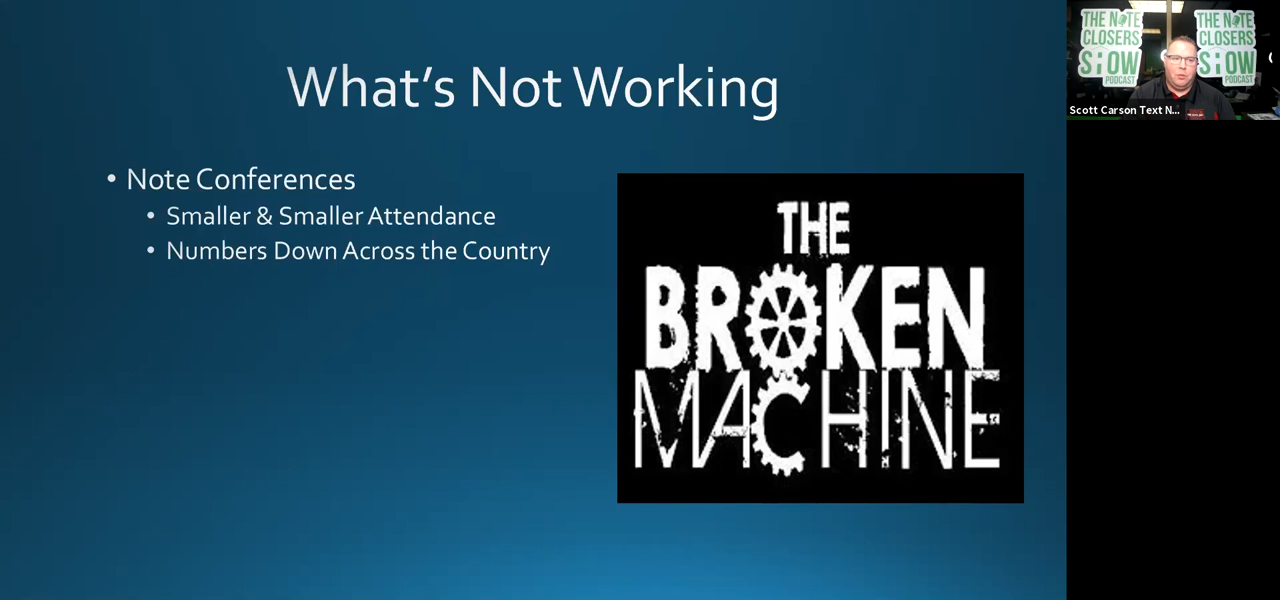 What's Not Working
• Note Conferences
• Smaller & Smaller Attendance
• Numbers Down Across the Country
THE
BROKEN
MACHINE
THE NOTE
CLOSERS
SHOW
PODCAST
THE NOTE
CLOSERS
SHOW
PODCAST
Scott Carson Text N...